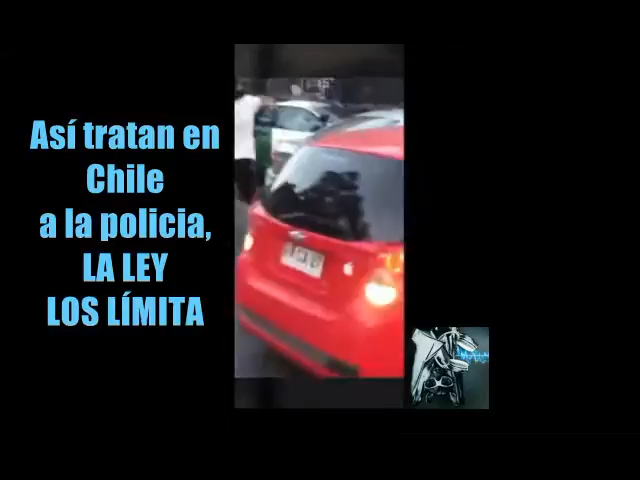 Así tratan en
Chile
a la policia,
LA LEY
LOS LÍMITA